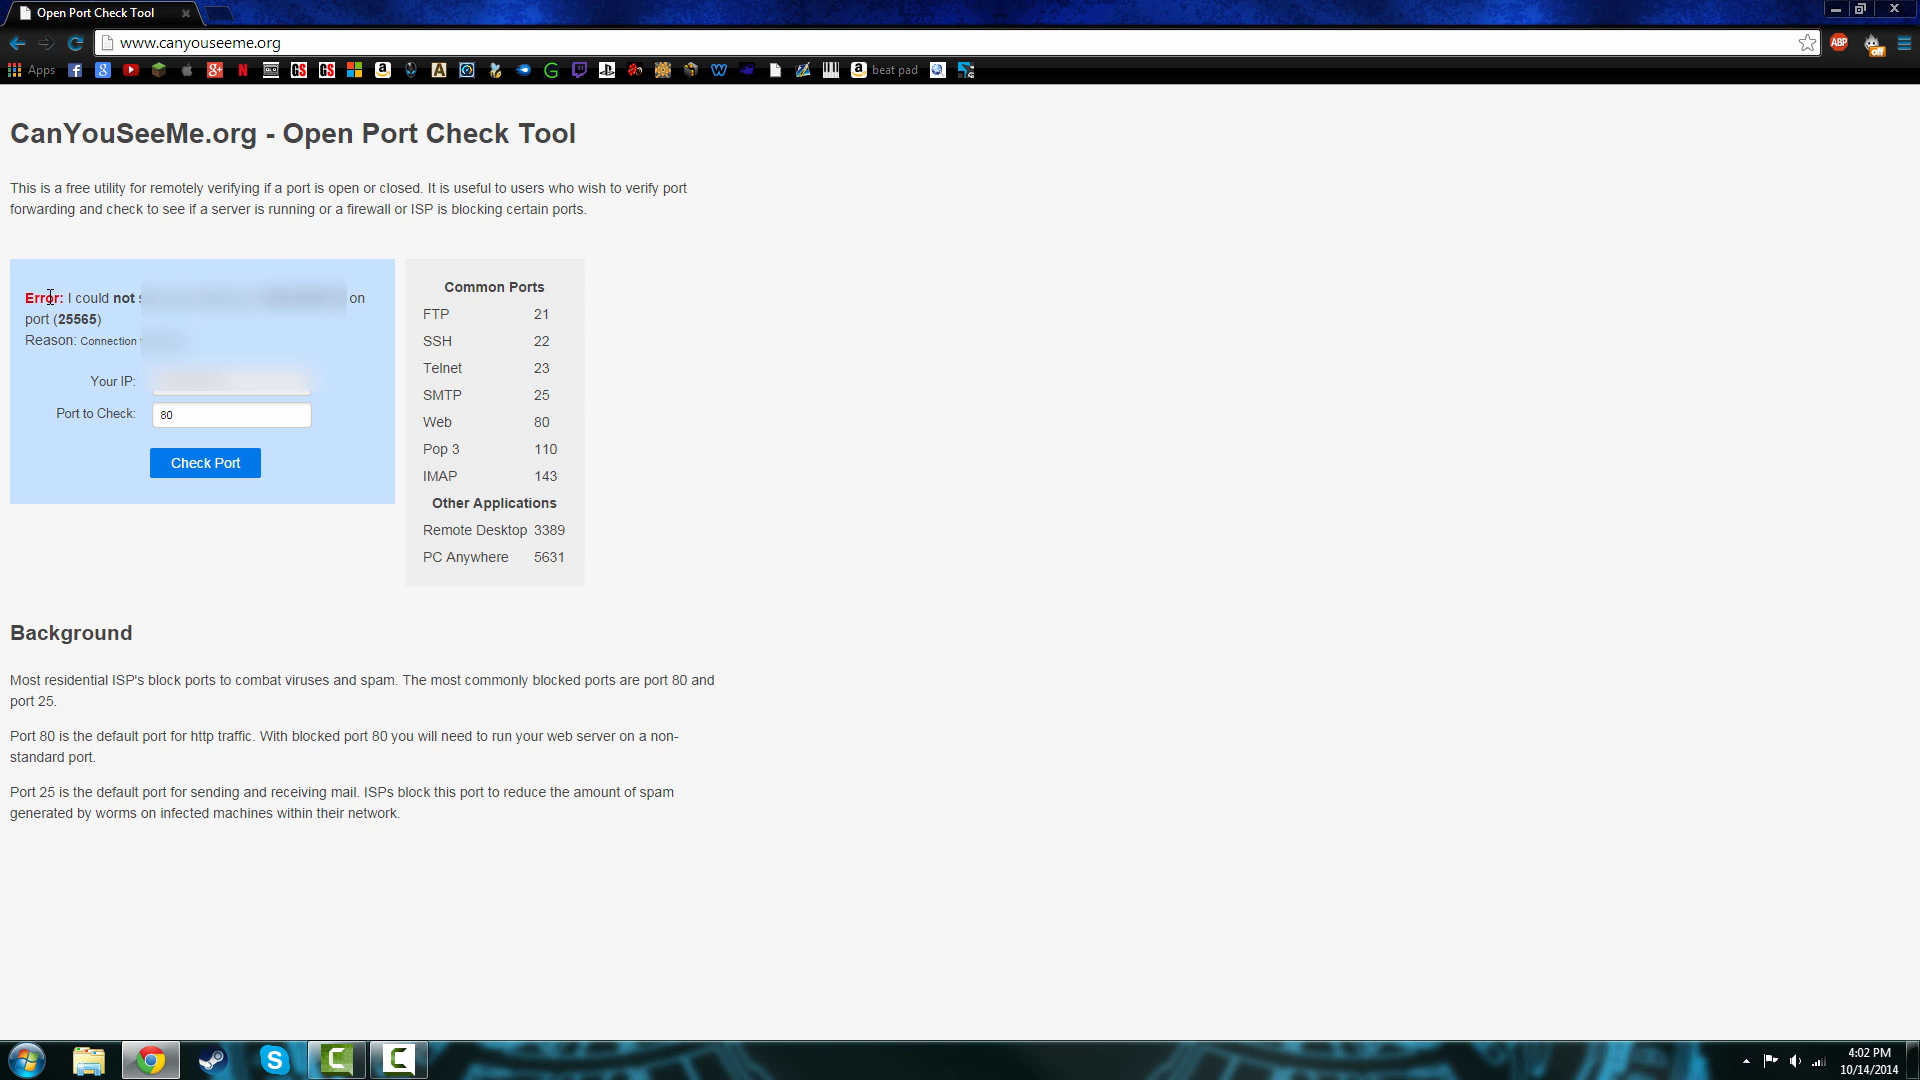 Open Port Check Tool
www.canyouseeme.org
ABP
off
Apps
beat pad
CanYouSeeMe.org - Open Port Check Tool
This is a free utility for remotely verifying if a port is open or closed. It is useful to users who wish to verify port
forwarding and check to see if a server is running or a firewall or ISP is blocking certain ports.
Error: I could not on
port (25565)
Reason: Connection
Your IP:
Port to Check: 80
Check Port
Common Ports
FTP 21
SSH 22
Telnet 23
SMTP 25
Web 80
Pop 3 110
IMAP 143
Other Applications
Remote Desktop 3389
PC Anywhere 5631
Background
Most residential ISP's block ports to combat viruses and spam. The most commonly blocked ports are port 80 and
port 25.
Port 80 is the default port for http traffic. With blocked port 80 you will need to run your web server on a non-
standard port.
Port 25 is the default port for sending and receiving mail. ISPs block this port to reduce the amount of spam
generated by worms on infected machines within their network.
4:02 PM
10/14/2014